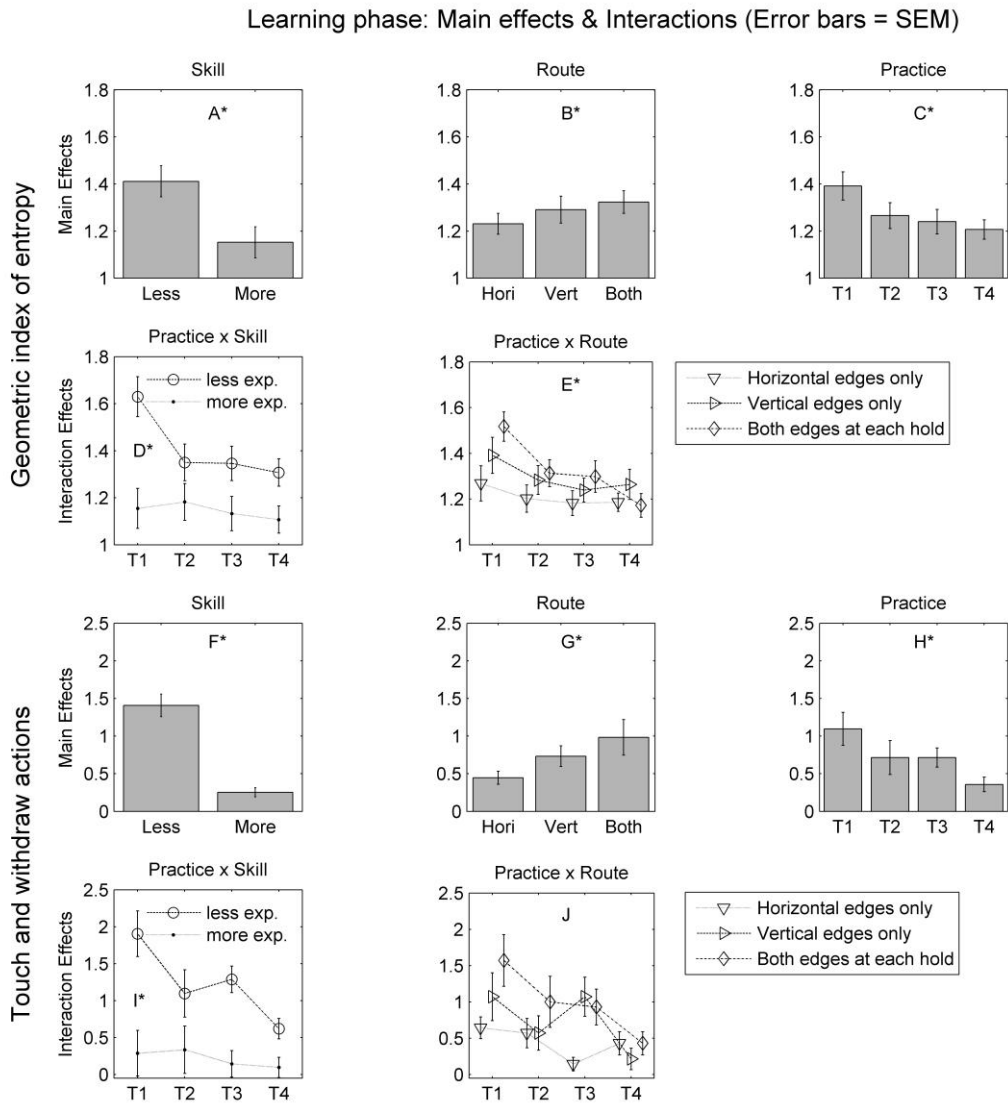 Learning phase: Main effects & Interactions (Error bars = SEM)
Geometric index of entropy
Skill
A*
Main Effects
1.8
1.6
1.4
1.2
1
Less More
Route
B*
1.8
1.6
1.4
1.2
1
Hori Vert Both
Practice
C*
1.8
1.6
1.4
1.2
1
T1 T2 T3 T4
Practice x Skill
less exp.
more exp.
D*
Interaction Effects
1.8
1.6
1.4
1.2
1
T1 T2 T3 T4
Practice x Route
E*
1.8
1.6
1.4
1.2
1
T1 T2 T3 T4
Horizontal edges only
Vertical edges only
Both edges at each hold
Touch and withdraw actions
Skill
F*
Main Effects
2.5
2
1.5
1
0.5
0
Less More
Route
G*
2.5
2
1.5
1
0.5
0
Hori Vert Both
Practice
H*
2.5
2
1.5
1
0.5
0
T1 T2 T3 T4
Practice x Skill
less exp.
more exp.
I*
Interaction Effects
2.5
2
1.5
1
0.5
0
T1 T2 T3 T4
Practice x Route
J
2.5
2
1.5
1
0.5
0
T1 T2 T3 T4
Horizontal edges only
Vertical edges only
Both edges at each hold